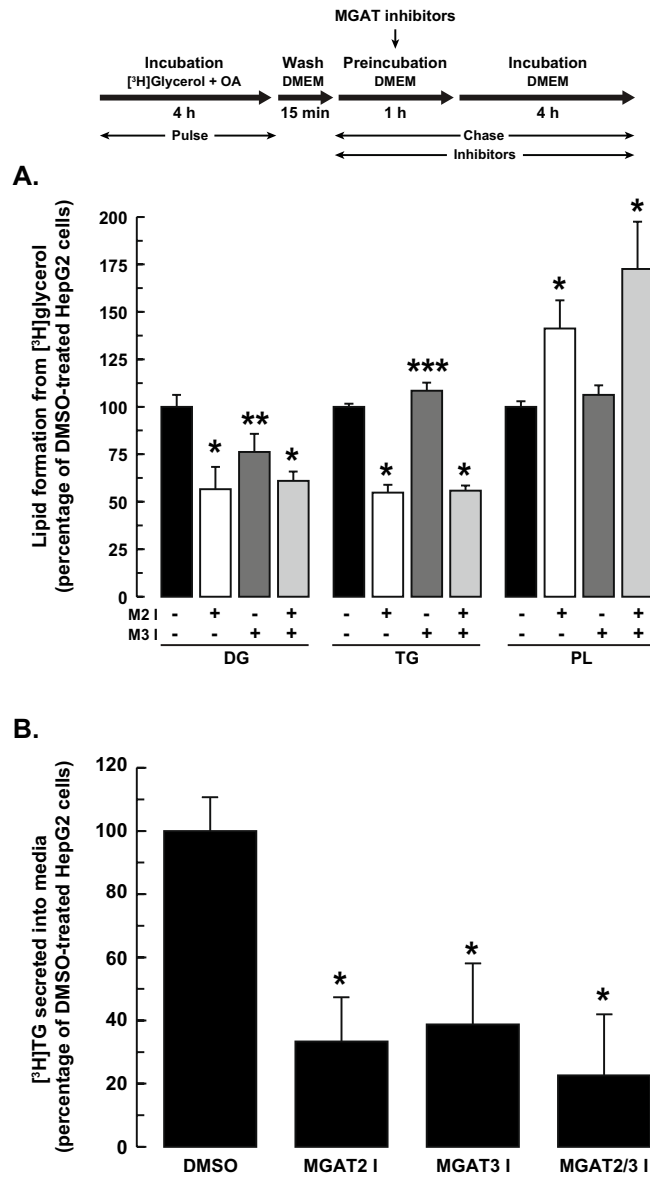 MGAT inhibitors
Incubation Wash Preincubation Incubation
[³H]Glycerol + OA DMEM DMEM DMEM
4 h 15 min 1 h 4 h
Pulse Chase
Inhibitors
A.
Lipid formation from [³H]glycerol
(percentage of DMSO-treated HepG2 cells)
200
175
150
125
100
75
50
25
0
* ** * * *** * * *
M2 I - + - + - + - + - + - +
M3 I - - + + - - + + - - + +
DG TG PL
B.
[³H]TG secreted into media
(percentage of DMSO-treated HepG2 cells)
120
100
80
60
40
20
0
* * *
DMSO MGAT2 I MGAT3 I MGAT2/3 I